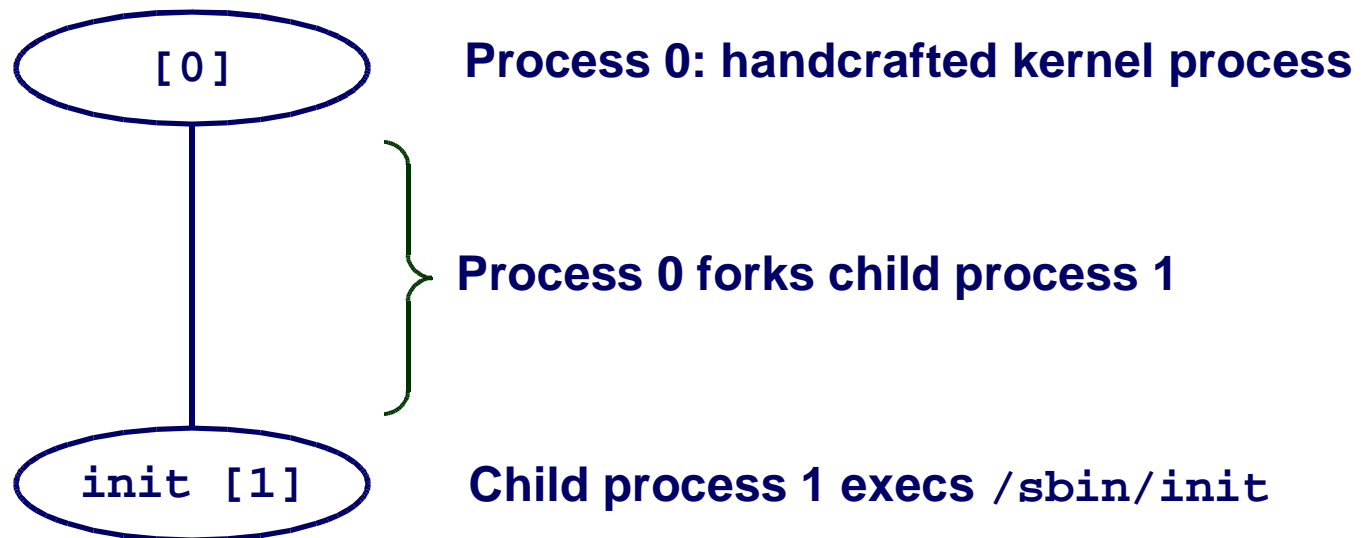 [0]
Process 0: handcrafted kernel process
Process 0 forks child process 1
init [1]
Child process 1 execs /sbin/init